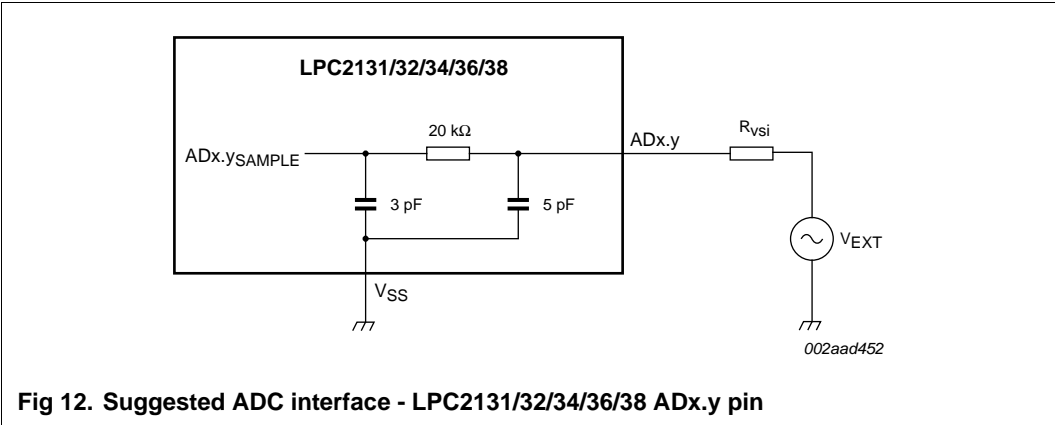 LPC2131/32/34/36/38
20 kΩ
ADx.y
Rvsi
ADx.ySAMPLE
3 pF
5 pF
VEXT
VSS
002aad452
Fig 12. Suggested ADC interface - LPC2131/32/34/36/38 ADx.y pin